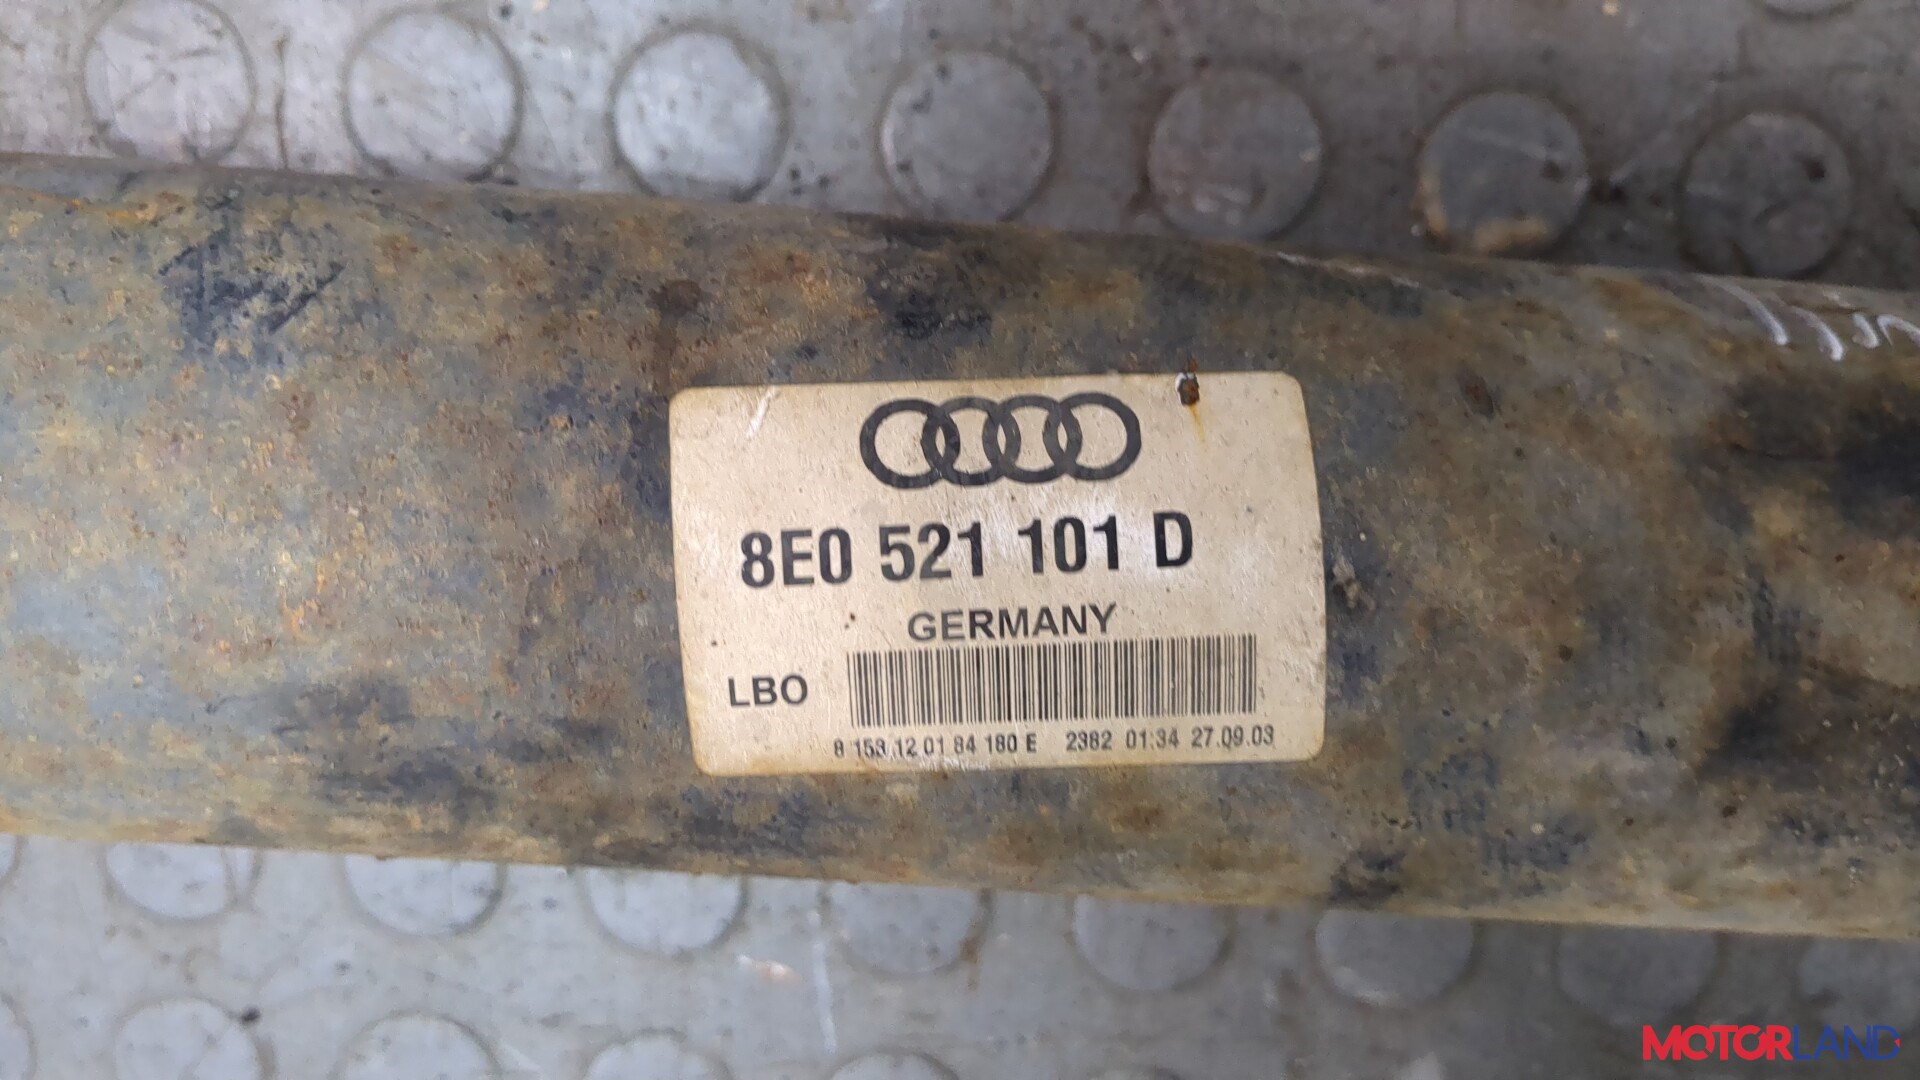 8E0 521 101 D
GERMANY
LBO
8 153 12 01 84 180 E 2382 01:34 27.09.03
MOTORLAND